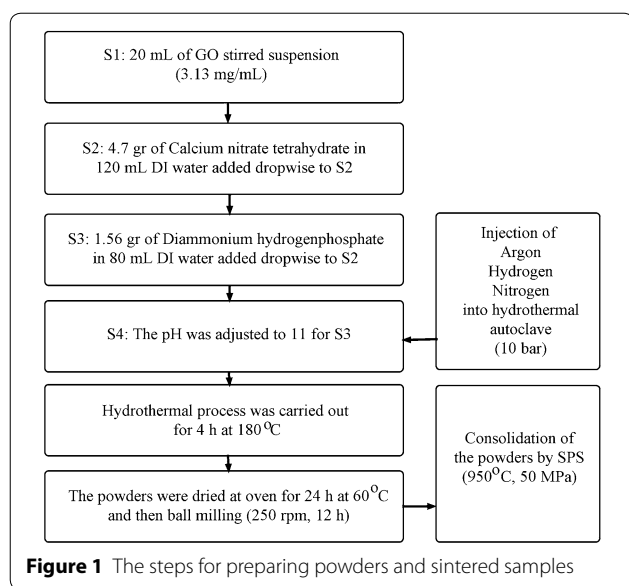 S1: 20 mL of GO stirred suspension
(3.13 mg/mL)
S2: 4.7 gr of Calcium nitrate tetrahydrate in
120 mL DI water added dropwise to S2
S3: 1.56 gr of Diammonium hydrogenphosphate
in 80 mL DI water added dropwise to S2
S4: The pH was adjusted to 11 for S3
Injection of
Argon
Hydrogen
Nitrogen
into hydrothermal
autoclave
(10 bar)
Hydrothermal process was carried out
for 4 h at 180°C
The powders were dried at oven for 24 h at 60°C
and then ball milling (250 rpm, 12 h)
Consolidation of
the powders by SPS
(950°C, 50 MPa)
Figure 1 The steps for preparing powders and sintered samples